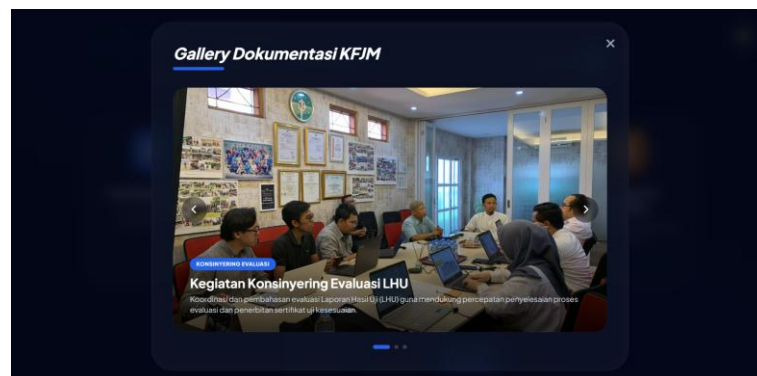 Gallery Dokumentasi KFJM
KONSINYERING EVALUASI
Kegiatan Konsinyering Evaluasi LHU
Koordinasi dan pembahasan evaluasi Laporan Hasil Uji (LHU) guna mendukung percepatan penyelesaian proses
evaluasi dan penerbitan sertifikat uji kesesuaian.